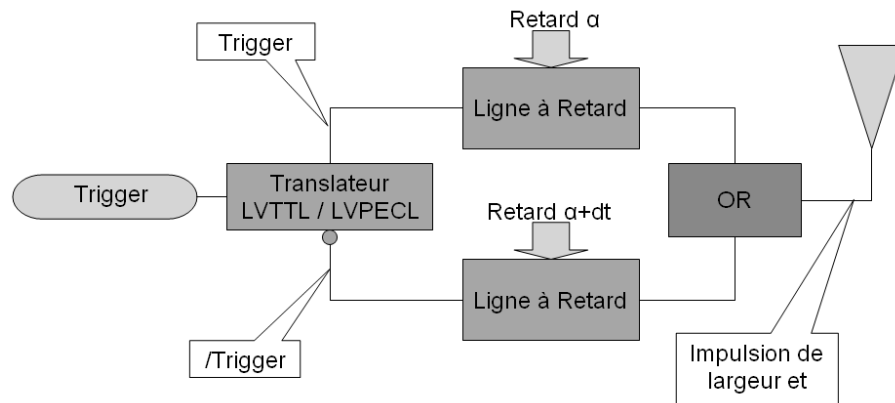 Retard α
Trigger
Ligne à Retard
Trigger
Translateur
LVTTL / LVPECL
OR
Retard α+dt
Ligne à Retard
/Trigger
Impulsion de
largeur et